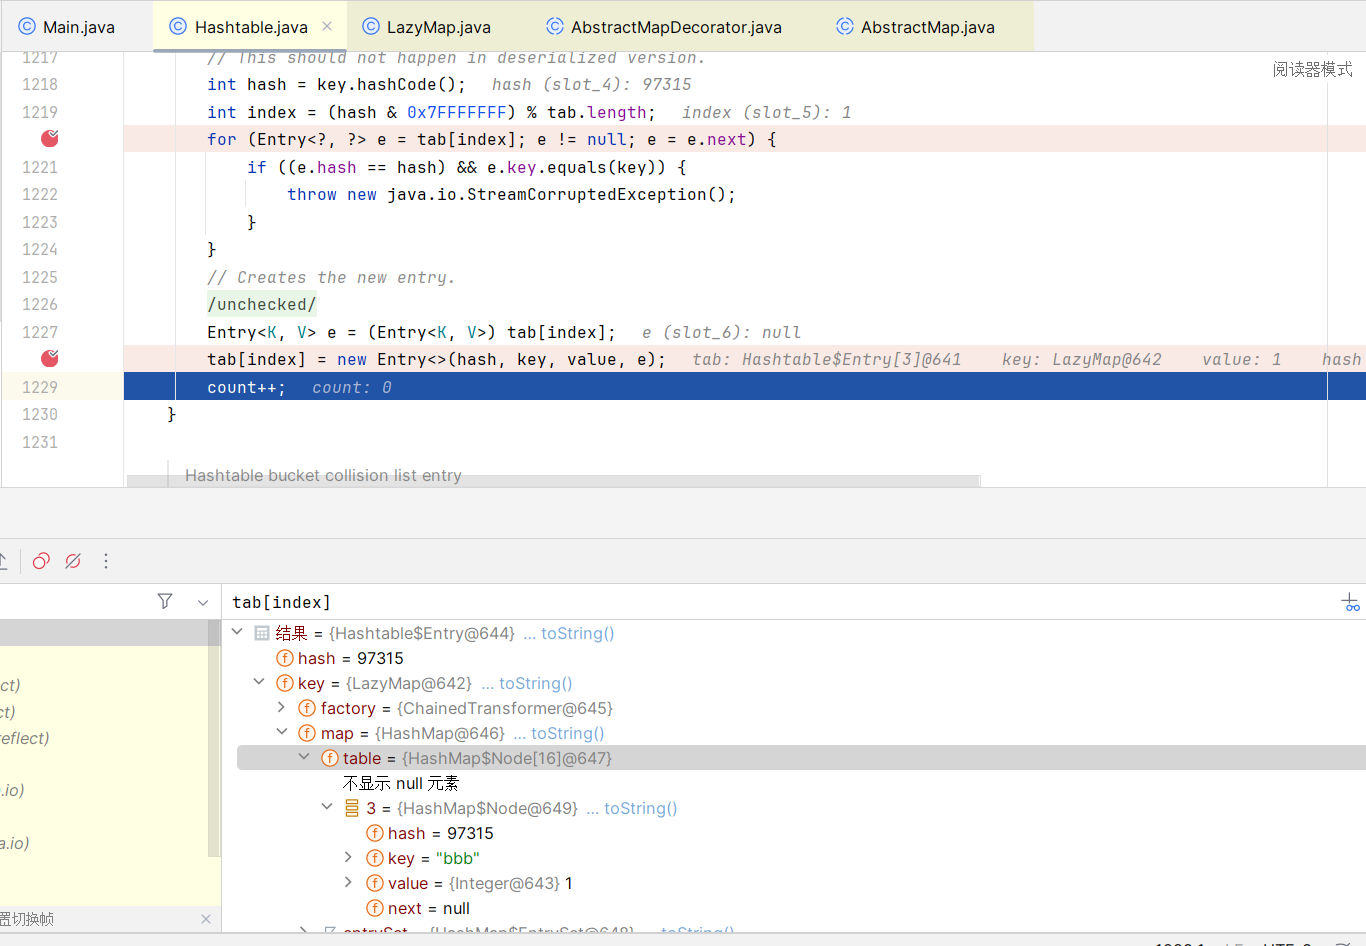 Main.java Hashtable.java LazyMap.java AbstractMapDecorator.java AbstractMap.java
阅读器模式
1217 // This should not happen in deserialized version.
1218 int hash = key.hashCode(); hash (slot_4): 97315
1219 int index = (hash & 0x7FFFFFFF) % tab.length; index (slot_5): 1
for (Entry<?, ?> e = tab[index]; e != null; e = e.next) {
1221 if ((e.hash == hash) && e.key.equals(key)) {
1222 throw new java.io.StreamCorruptedException();
1223 }
1224 }
1225 // Creates the new entry.
1226 /unchecked/
1227 Entry<K, V> e = (Entry<K, V>) tab[index]; e (slot_6): null
tab[index] = new Entry<>(hash, key, value, e); tab: Hashtable$Entry[3]@641 key: LazyMap@642 value: 1 hash
1229 count++; count: 0
1230 }
1231
Hashtable bucket collision list entry
tab[index]
结果 = {Hashtable$Entry@644} ... toString()
hash = 97315
key = {LazyMap@642} ... toString()
factory = {ChainedTransformer@645}
map = {HashMap@646} ... toString()
table = {HashMap$Node[16]@647}
不显示 null 元素
3 = {HashMap$Node@649} ... toString()
hash = 97315
key = "bbb"
value = {Integer@643} 1
next = null
entrySet = {HashMap$EntrySet@648} ... toString()
ct)
ct)
eflect)
.io)
a.io)
置切换帧